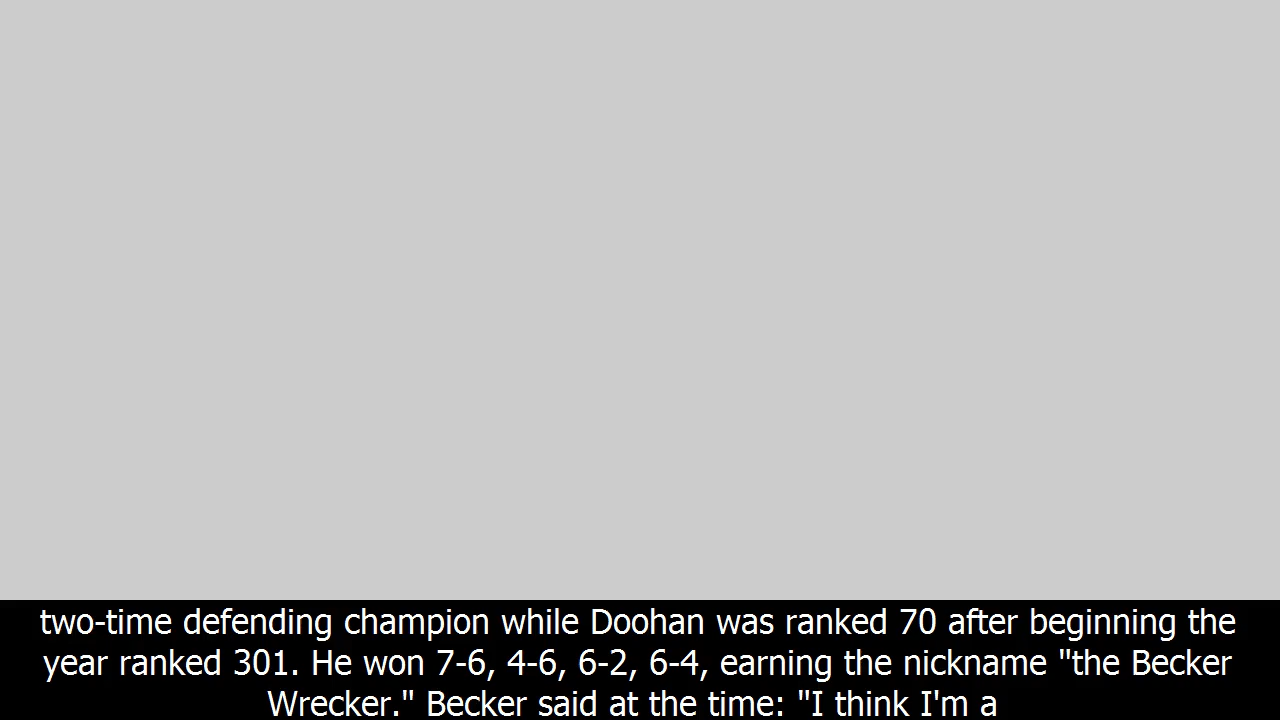 two-time defending champion while Doohan was ranked 70 after beginning the
year ranked 301. He won 7-6, 4-6, 6-2, 6-4, earning the nickname "the Becker
Wrecker." Becker said at the time: "I think I'm a